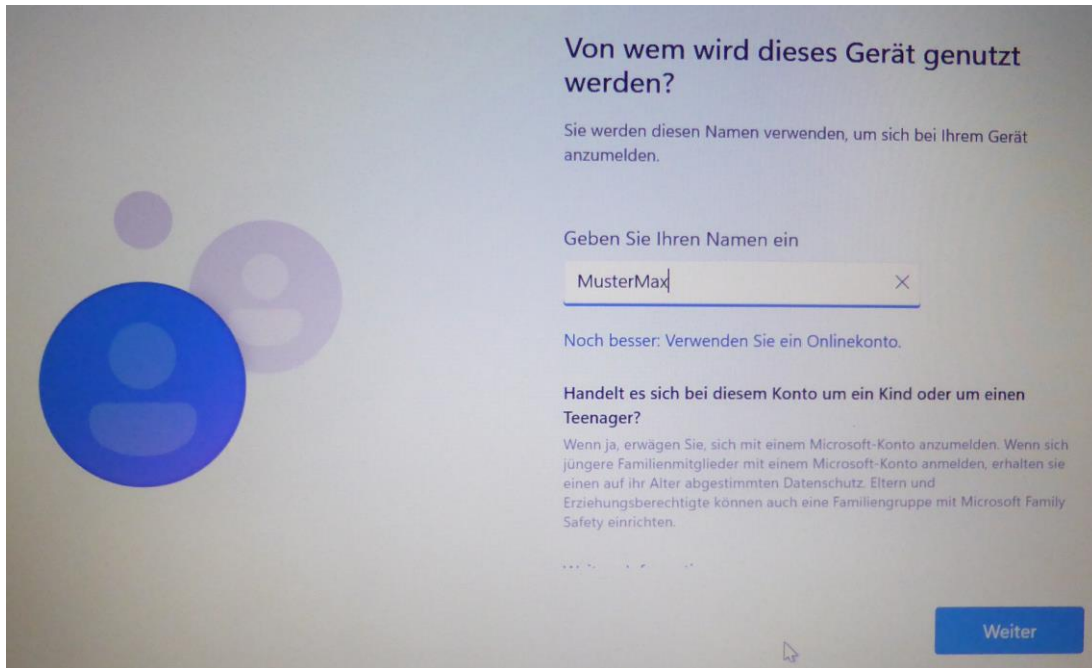 Von wem wird dieses Gerät genutzt
werden?
Sie werden diesen Namen verwenden, um sich bei Ihrem Gerät
anzumelden.
Geben Sie Ihren Namen ein
MusterMax
Noch besser: Verwenden Sie ein Onlinekonto.
Handelt es sich bei diesem Konto um ein Kind oder um einen
Teenager?
Wenn ja, erwägen Sie, sich mit einem Microsoft-Konto anzumelden. Wenn sich
jüngere Familienmitglieder mit einem Microsoft-Konto anmelden, erhalten sie
einen auf ihr Alter abgestimmten Datenschutz. Eltern und
Erziehungsberechtigte können auch eine Familiengruppe mit Microsoft Family
Safety einrichten.
Weiter